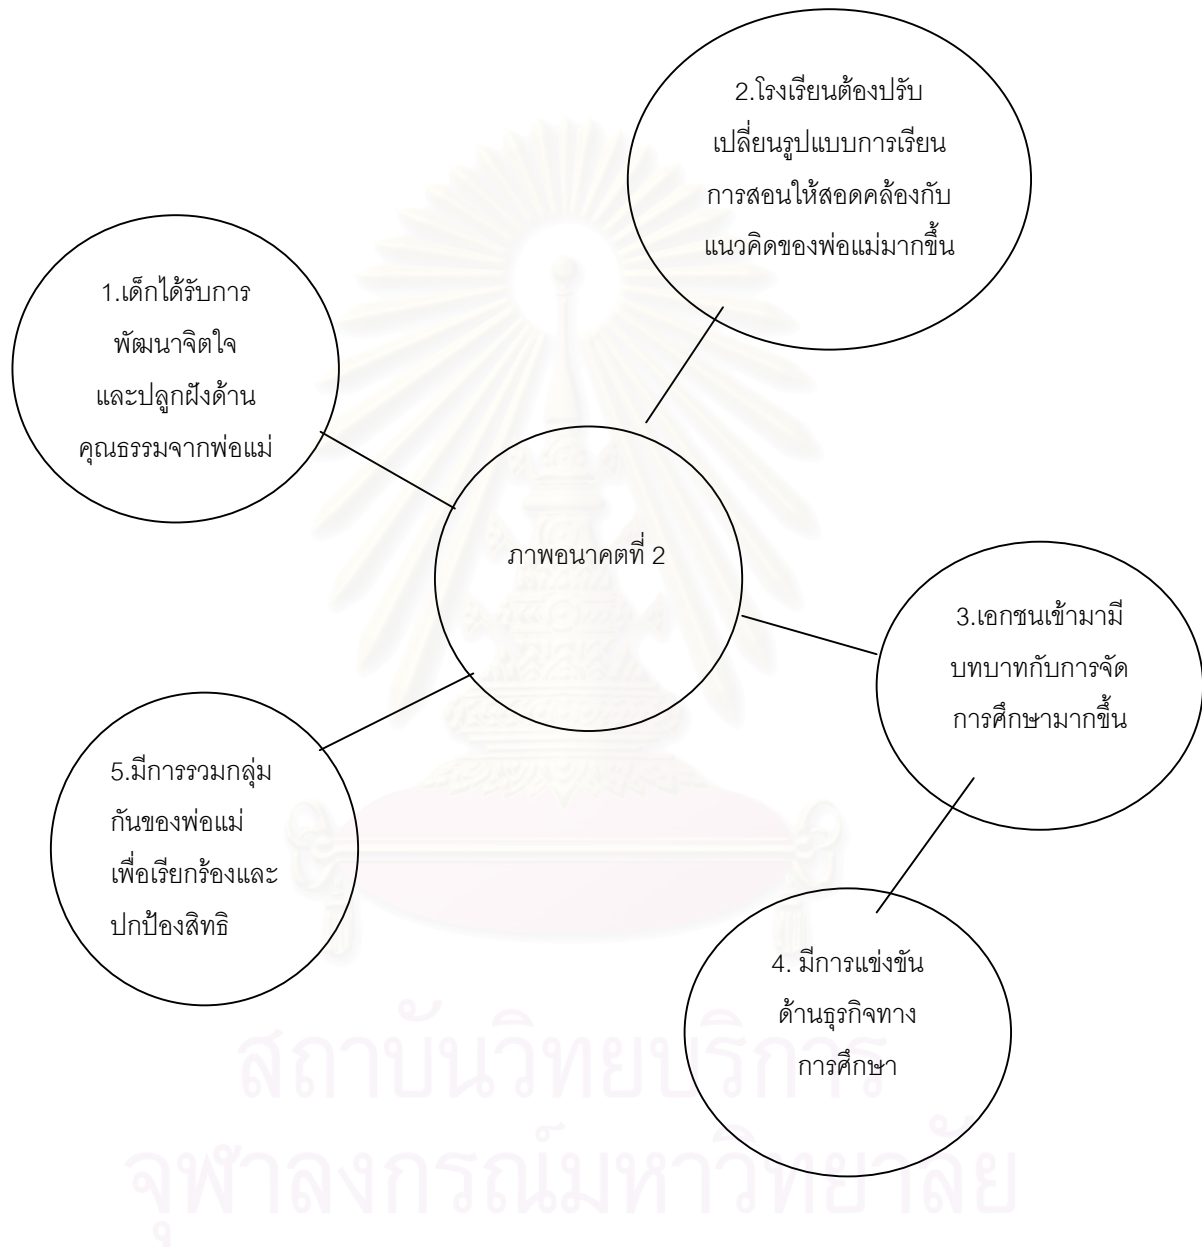 2.โรงเรียนต้องปรับ
เปลี่ยนรูปแบบการเรียน
การสอนให้สอดคล้องกับ
แนวคิดของพ่อแม่มากขึ้น
1.เด็กได้รับการ
พัฒนาจิตใจ
และปลูกฝังด้าน
คุณธรรมจากพ่อแม่
ภาพอนาคตที่ 2
3.เอกชนเข้ามามี
บทบาทกับการจัด
การศึกษามากขึ้น
5.มีการรวมกลุ่ม
กันของพ่อแม่
เพื่อเรียกร้องและ
ปกป้องสิทธิ
4. มีการแข่งขัน
ด้านธุรกิจทาง
การศึกษา
สถาบันวิทยบริการ
จุฬาลงกรณ์มหาวิทยาลัย